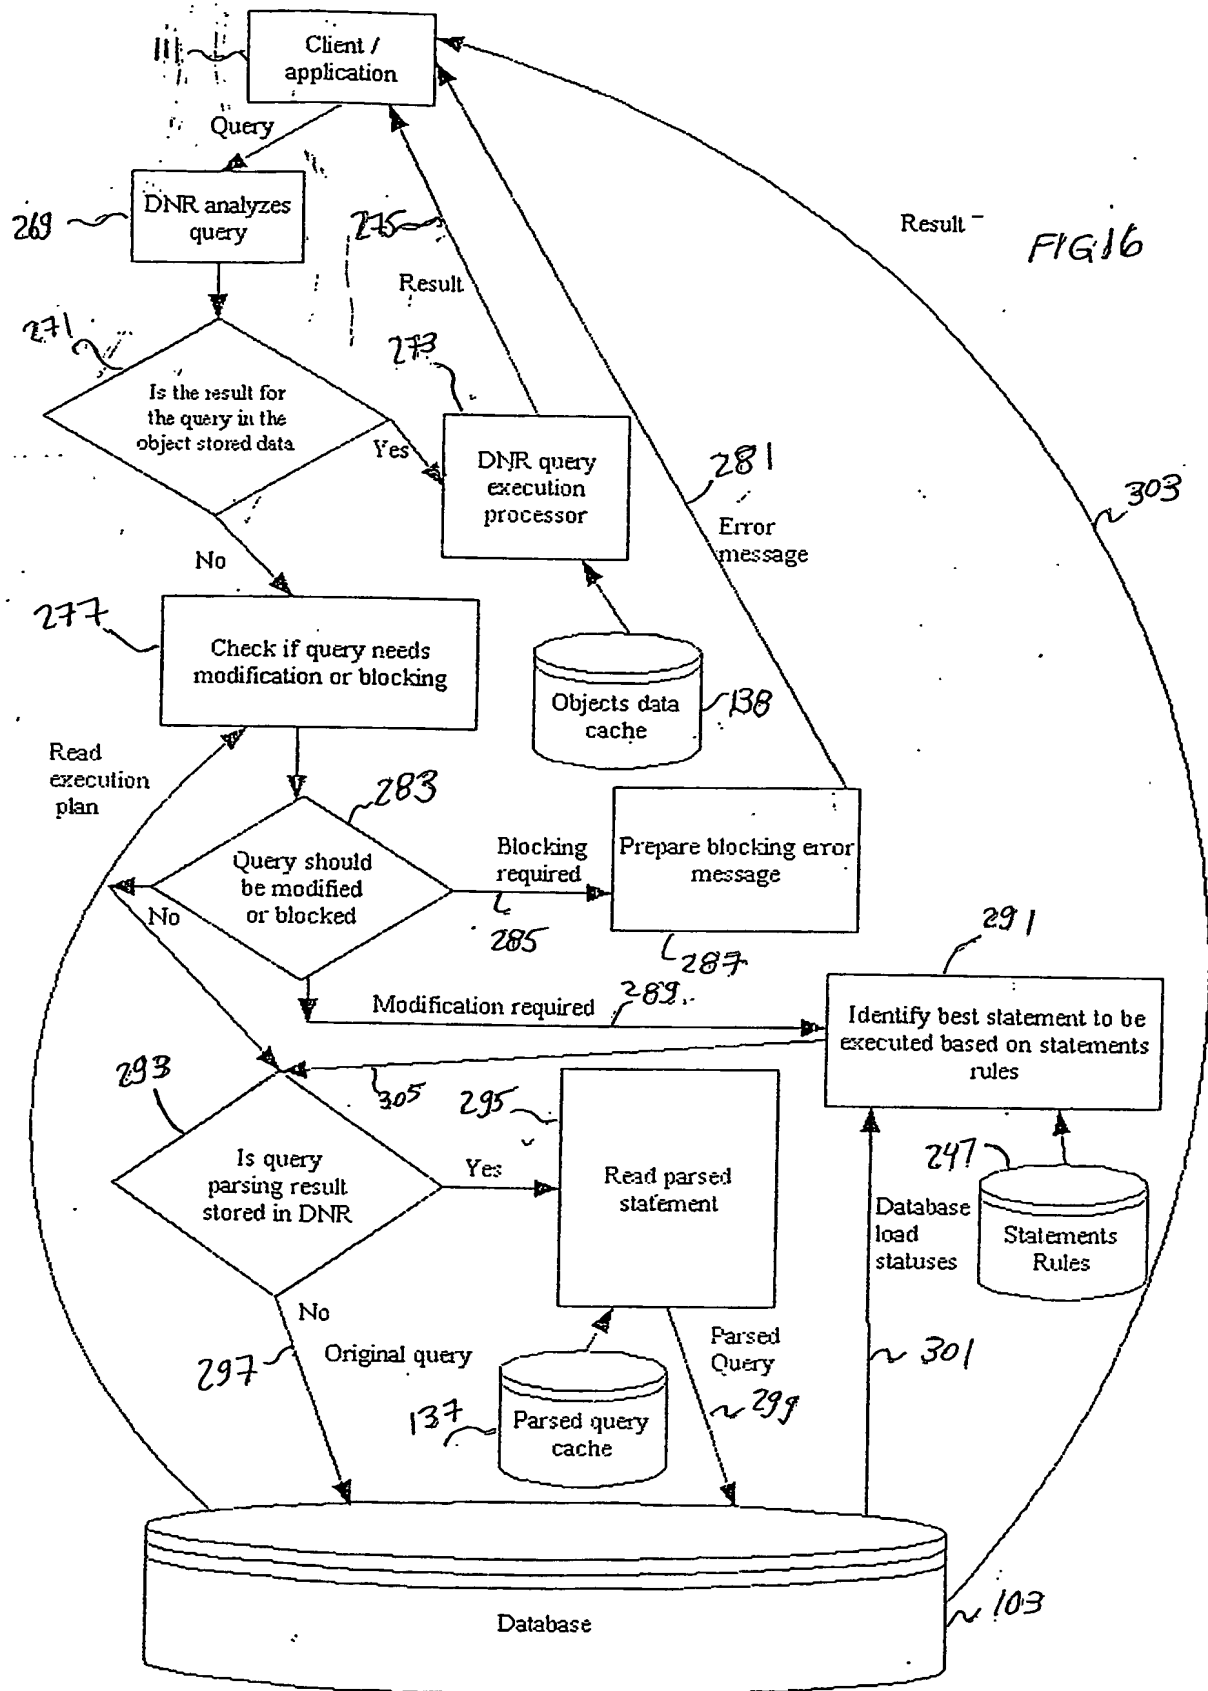 Client /
application
111
Query
DNR analyzes
query
269
275
Result
Result
FIG 16
271
Is the result for
the query in the
object stored data
Yes
No
273
DNR query
execution
processor
281
Error
message
303
277
Check if query needs
modification or blocking
Objects data
cache
138
Read
execution
plan
283
Query should
be modified
or blocked
No
Blocking
required
285
Prepare blocking error
message
287
Modification required
289
291
Identify best statement to be
executed based on statements
rules
305
293
Is query
parsing result
stored in DNR
Yes
No
295
Read parsed
statement
247
Statements
Rules
Database
load
statuses
301
297
Original query
137
Parsed query
cache
Parsed
Query
299
Database
103